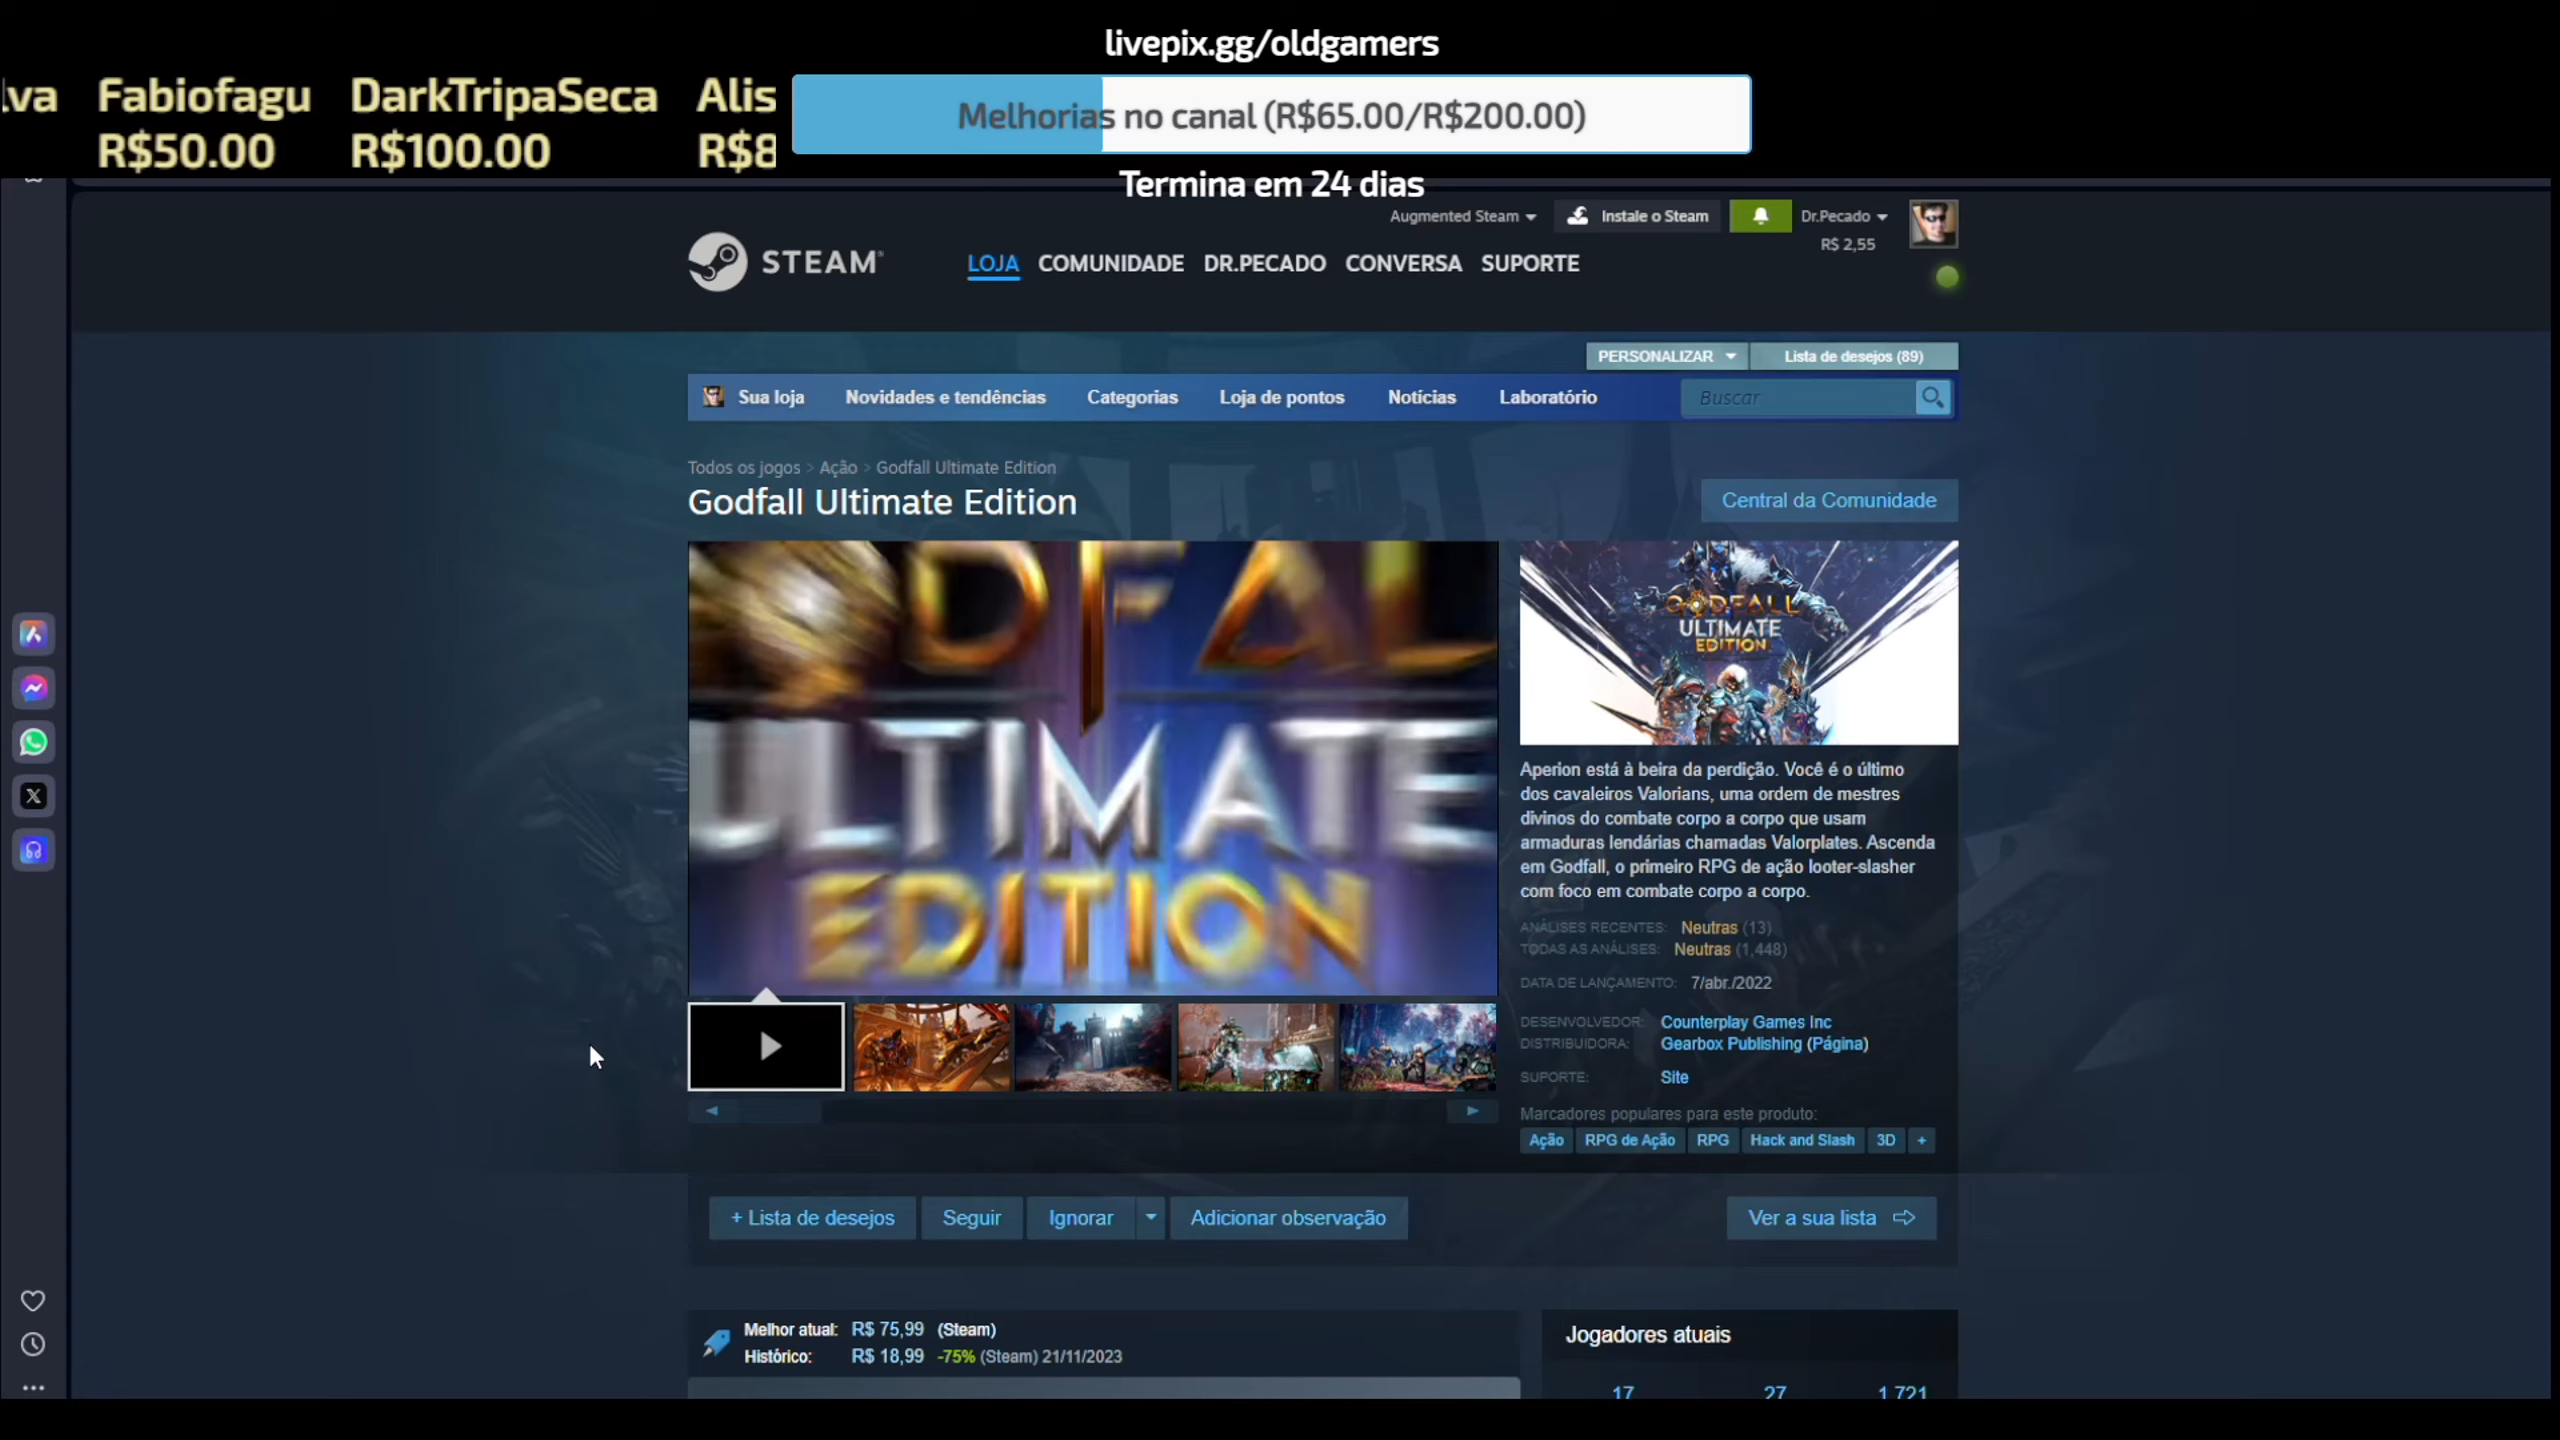 livepix.gg/oldgamers
lva Fabiofagu DarkTripaSeca Alis
R$50.00 R$100.00 R$8
Melhorias no canal (R$65.00/R$200.00)
Termina em 24 dias
Augmented Steam Instale o Steam Dr.Pecado
R$ 2,55
STEAM®
LOJA COMUNIDADE DR.PECADO CONVERSA SUPORTE
PERSONALIZAR Lista de desejos (89)
Sua loja Novidades e tendências Categorias Loja de pontos Notícias Laboratório Buscar
Todos os jogos > Ação > Godfall Ultimate Edition
Godfall Ultimate Edition
Central da Comunidade
ODFAL
ULTIMATE
EDITION
GODFALL
ULTIMATE
EDITION
Aperion está à beira da perdição. Você é o último
dos cavaleiros Valorians, uma ordem de mestres
divinos do combate corpo a corpo que usam
armaduras lendárias chamadas Valorplates. Ascenda
em Godfall, o primeiro RPG de ação looter-slasher
com foco em combate corpo a corpo.
ANÁLISES RECENTES: Neutras (13)
TODAS AS ANÁLISES: Neutras (1,448)
DATA DE LANÇAMENTO: 7/abr./2022
DESENVOLVEDOR: Counterplay Games Inc
DISTRIBUIDORA: Gearbox Publishing (Página)
SUPORTE: Site
Marcadores populares para este produto:
Ação RPG de Ação RPG Hack and Slash 3D +
+ Lista de desejos Seguir Ignorar Adicionar observação Ver a sua lista
Melhor atual: R$ 75,99 (Steam)
Histórico: R$ 18,99 -75% (Steam) 21/11/2023
Jogadores atuais
17 27 1.721